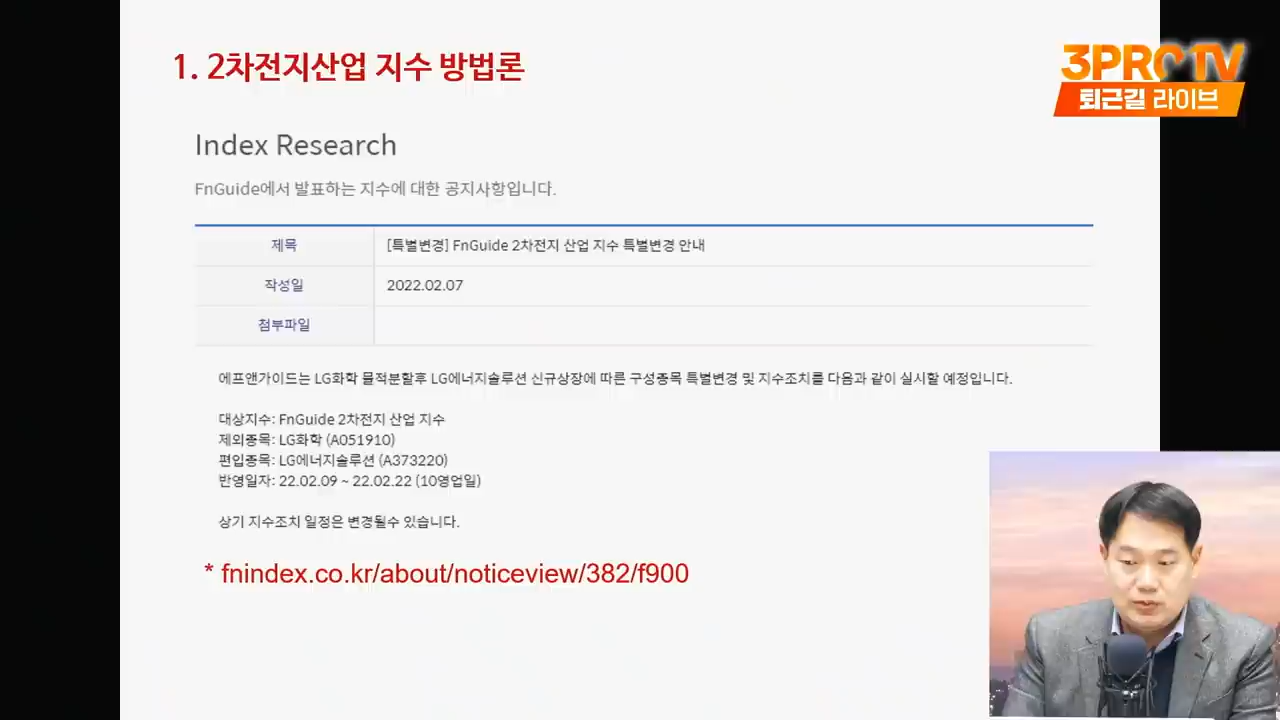 1. 2차전지산업 지수 방법론
3PROTV
퇴근길 라이브
Index Research
FnGuide에서 발표하는 지수에 대한 공지사항입니다.
제목 [특별변경] FnGuide 2차전지 산업 지수 특별변경 안내
작성일 2022.02.07
첨부파일
에프앤가이드는 LG화학 물적분할후 LG에너지솔루션 신규상장에 따른 구성종목 특별변경 및 지수조치를 다음과 같이 실시할 예정입니다.
대상지수: FnGuide 2차전지 산업 지수
제외종목: LG화학 (A051910)
편입종목: LG에너지솔루션 (A373220)
반영일자: 22.02.09 ~ 22.02.22 (10영업일)
상기 지수조치 일정은 변경될수 있습니다.
* fnindex.co.kr/about/noticeview/382/f900